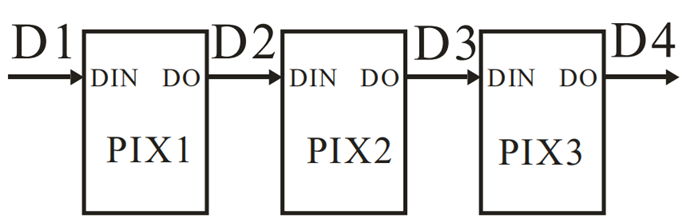 D1 D2 D3 D4
DIN DO DIN DO DIN DO
PIX1 PIX2 PIX3